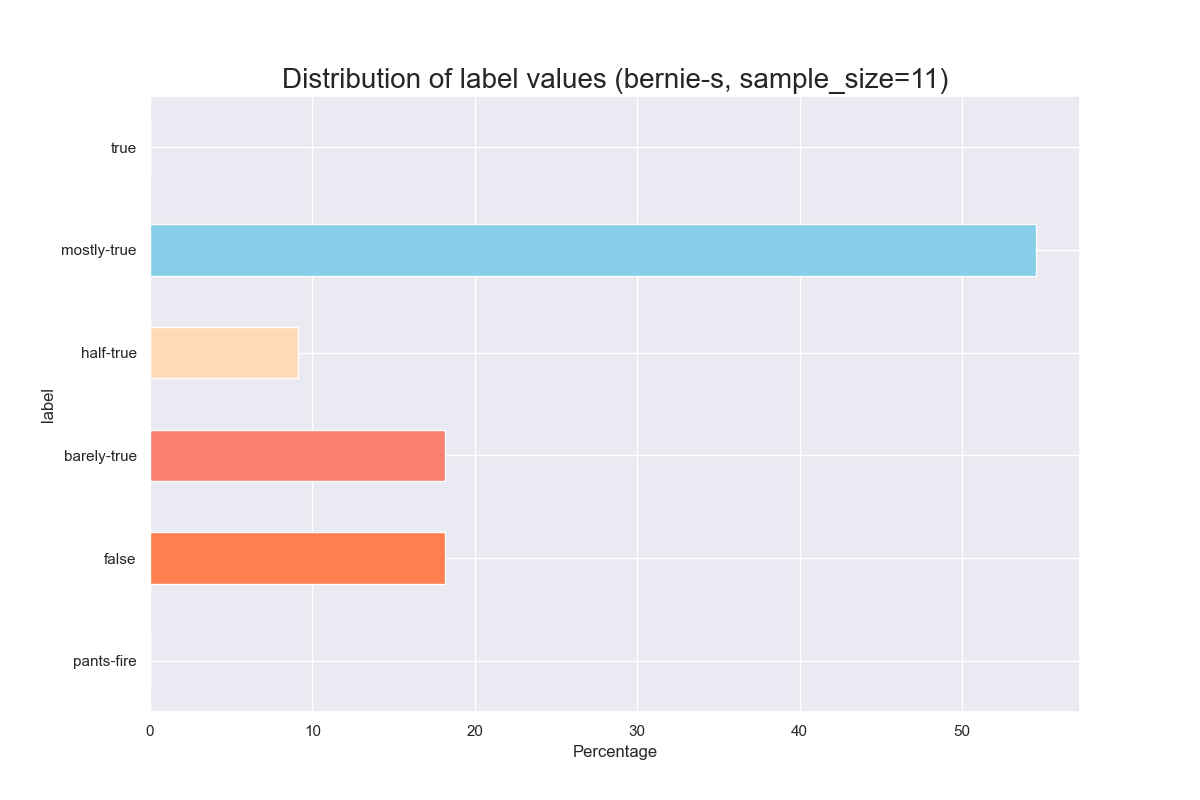 Distribution of label values (bernie-s, sample_size=11)
true
mostly-true
half-true
label
barely-true
false
pants-fire
0 10 20 30 40 50
Percentage